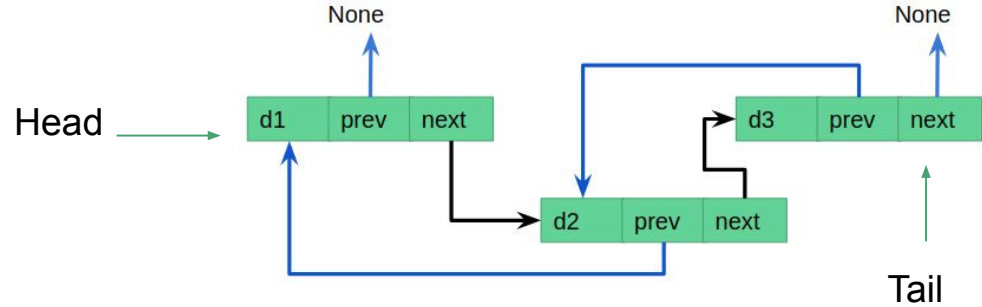 None
None
Head
d1 prev next
d3 prev next
d2 prev next
Tail